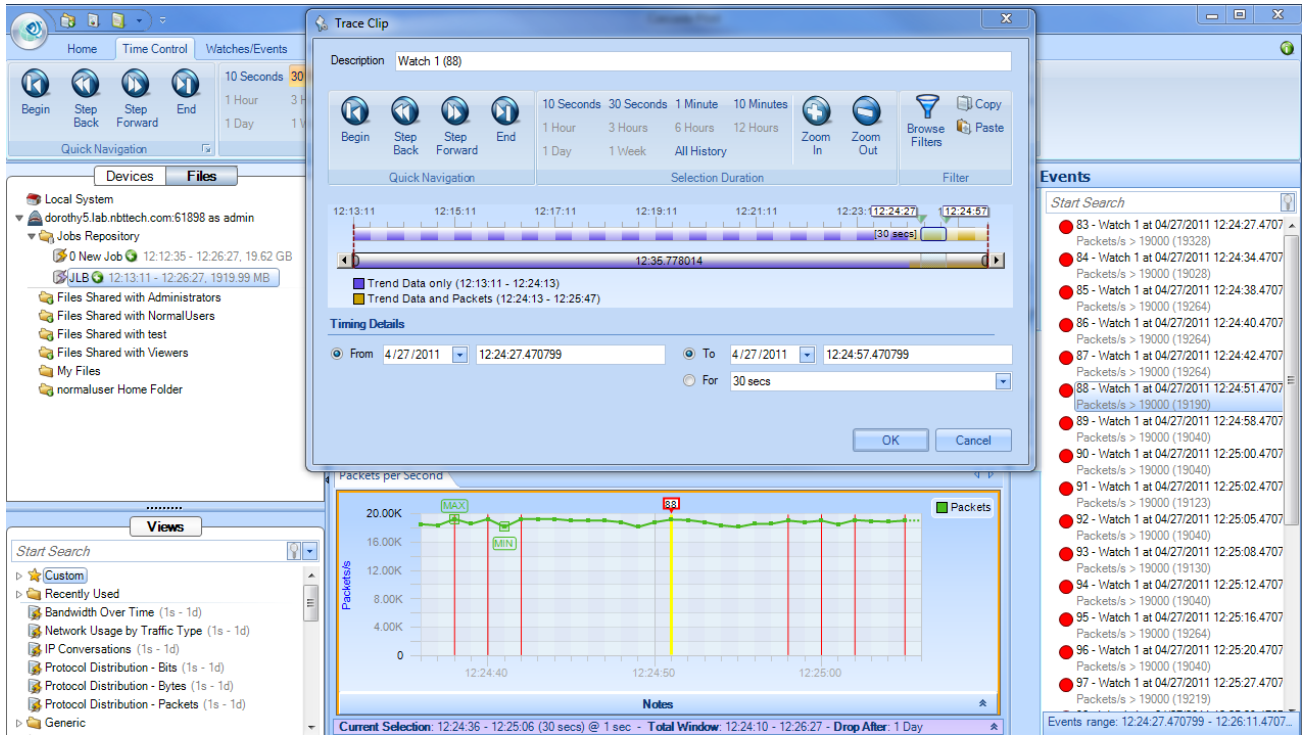 Trace Clip
Home
Time Control
Watches/Events
10 Seconds 30
1 Hour 3 H
1 Day 1 W
Begin
Step Back
Step Forward
End
Quick Navigation
Description Watch 1 (88)
Begin
Step Back
Step Forward
End
Quick Navigation
10 Seconds 30 Seconds 1 Minute 10 Minutes
1 Hour 3 Hours 6 Hours 12 Hours
1 Day 1 Week All History
Zoom In
Zoom Out
Selection Duration
Browse Filters
Copy
Paste
Filter
12:13:11 12:15:11 12:17:11 12:19:11 12:21:11 12:23:1 12:24:27 12:24:57
[30 secs]
12:35.778014
Trend Data only (12:13:11 - 12:24:13)
Trend Data and Packets (12:24:13 - 12:25:47)
Timing Details
From 4/27/2011 12:24:27.470799
To 4/27/2011 12:24:57.470799
For 30 secs
OK Cancel
Devices Files
Local System
dorothy5.lab.nbttech.com:61898 as admin
Jobs Repository
0 New Job 12:12:35 - 12:26:27, 19.62 GB
JLB 12:13:11 - 12:26:27, 1919.99 MB
Files Shared with Administrators
Files Shared with NormalUsers
Files Shared with test
Files Shared with Viewers
My Files
normaluser Home Folder
Views
Start Search
Custom
Recently Used
Bandwidth Over Time (1s - 1d)
Network Usage by Traffic Type (1s - 1d)
IP Conversations (1s - 1d)
Protocol Distribution - Bits (1s - 1d)
Protocol Distribution - Bytes (1s - 1d)
Protocol Distribution - Packets (1s - 1d)
Generic
Packets per Second
Packets/s
20.00K
16.00K
12.00K
8.00K
4.00K
0
MAX
MIN
88
Packets
12:24:40 12:24:50 12:25:00
Notes
Current Selection: 12:24:36 - 12:25:06 (30 secs) @ 1 sec - Total Window: 12:24:10 - 12:26:27 - Drop After: 1 Day
Events
Start Search
83 - Watch 1 at 04/27/2011 12:24:27.4707
Packets/s > 19000 (19328)
84 - Watch 1 at 04/27/2011 12:24:34.4707
Packets/s > 19000 (19028)
85 - Watch 1 at 04/27/2011 12:24:38.4707
Packets/s > 19000 (19264)
86 - Watch 1 at 04/27/2011 12:24:40.4707
Packets/s > 19000 (19264)
87 - Watch 1 at 04/27/2011 12:24:42.4707
Packets/s > 19000 (19264)
88 - Watch 1 at 04/27/2011 12:24:51.4707
Packets/s > 19000 (19190)
89 - Watch 1 at 04/27/2011 12:24:58.4707
Packets/s > 19000 (19040)
90 - Watch 1 at 04/27/2011 12:25:00.4707
Packets/s > 19000 (19040)
91 - Watch 1 at 04/27/2011 12:25:02.4707
Packets/s > 19000 (19123)
92 - Watch 1 at 04/27/2011 12:25:05.4707
Packets/s > 19000 (19040)
93 - Watch 1 at 04/27/2011 12:25:08.4707
Packets/s > 19000 (19130)
94 - Watch 1 at 04/27/2011 12:25:12.4707
Packets/s > 19000 (19040)
95 - Watch 1 at 04/27/2011 12:25:16.4707
Packets/s > 19000 (19264)
96 - Watch 1 at 04/27/2011 12:25:20.4707
Packets/s > 19000 (19040)
97 - Watch 1 at 04/27/2011 12:25:27.4707
Packets/s > 19000 (19219)
Events range: 12:24:27.470799 - 12:26:11.4707...